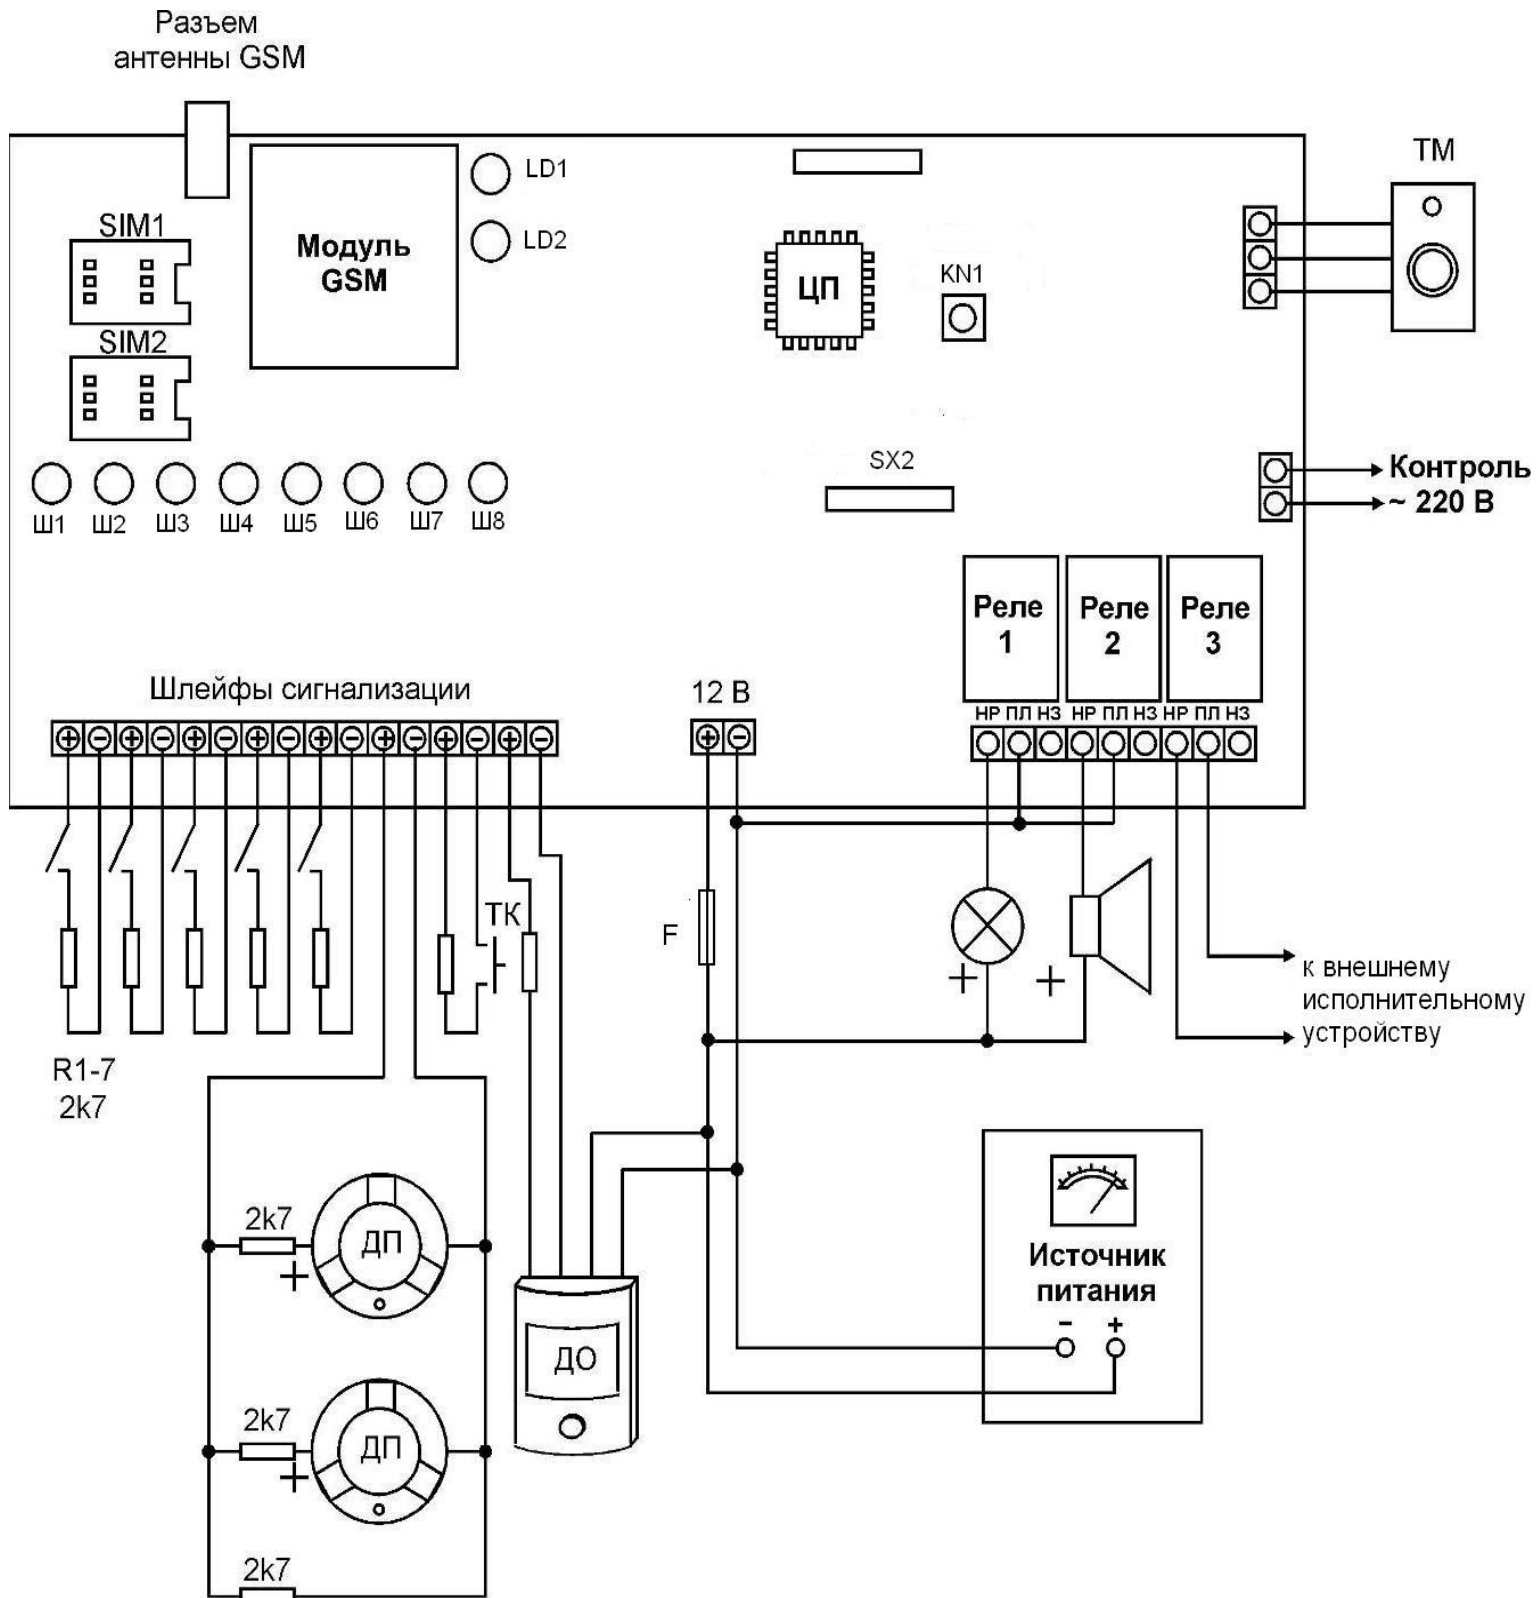 Разъем
антенны GSM
ТМ
LD1
SIM1
LD2
Модуль
GSM
ЦП
KN1
SIM2
SX2
Контроль
~ 220 В
Ш1 Ш2 Ш3 Ш4 Ш5 Ш6 Ш7 Ш8
Реле
1
Реле
2
Реле
3
Шлейфы сигнализации
12 В
НР ПЛ НЗ НР ПЛ НЗ НР ПЛ НЗ
+ - + - + - + - + - + - + - + -
+ -
ТК
F
+
+
к внешнему
исполнительному
устройству
R1-7
2k7
2k7
ДП
+
Источник
питания
- +
ДО
2k7
ДП
+
2k7